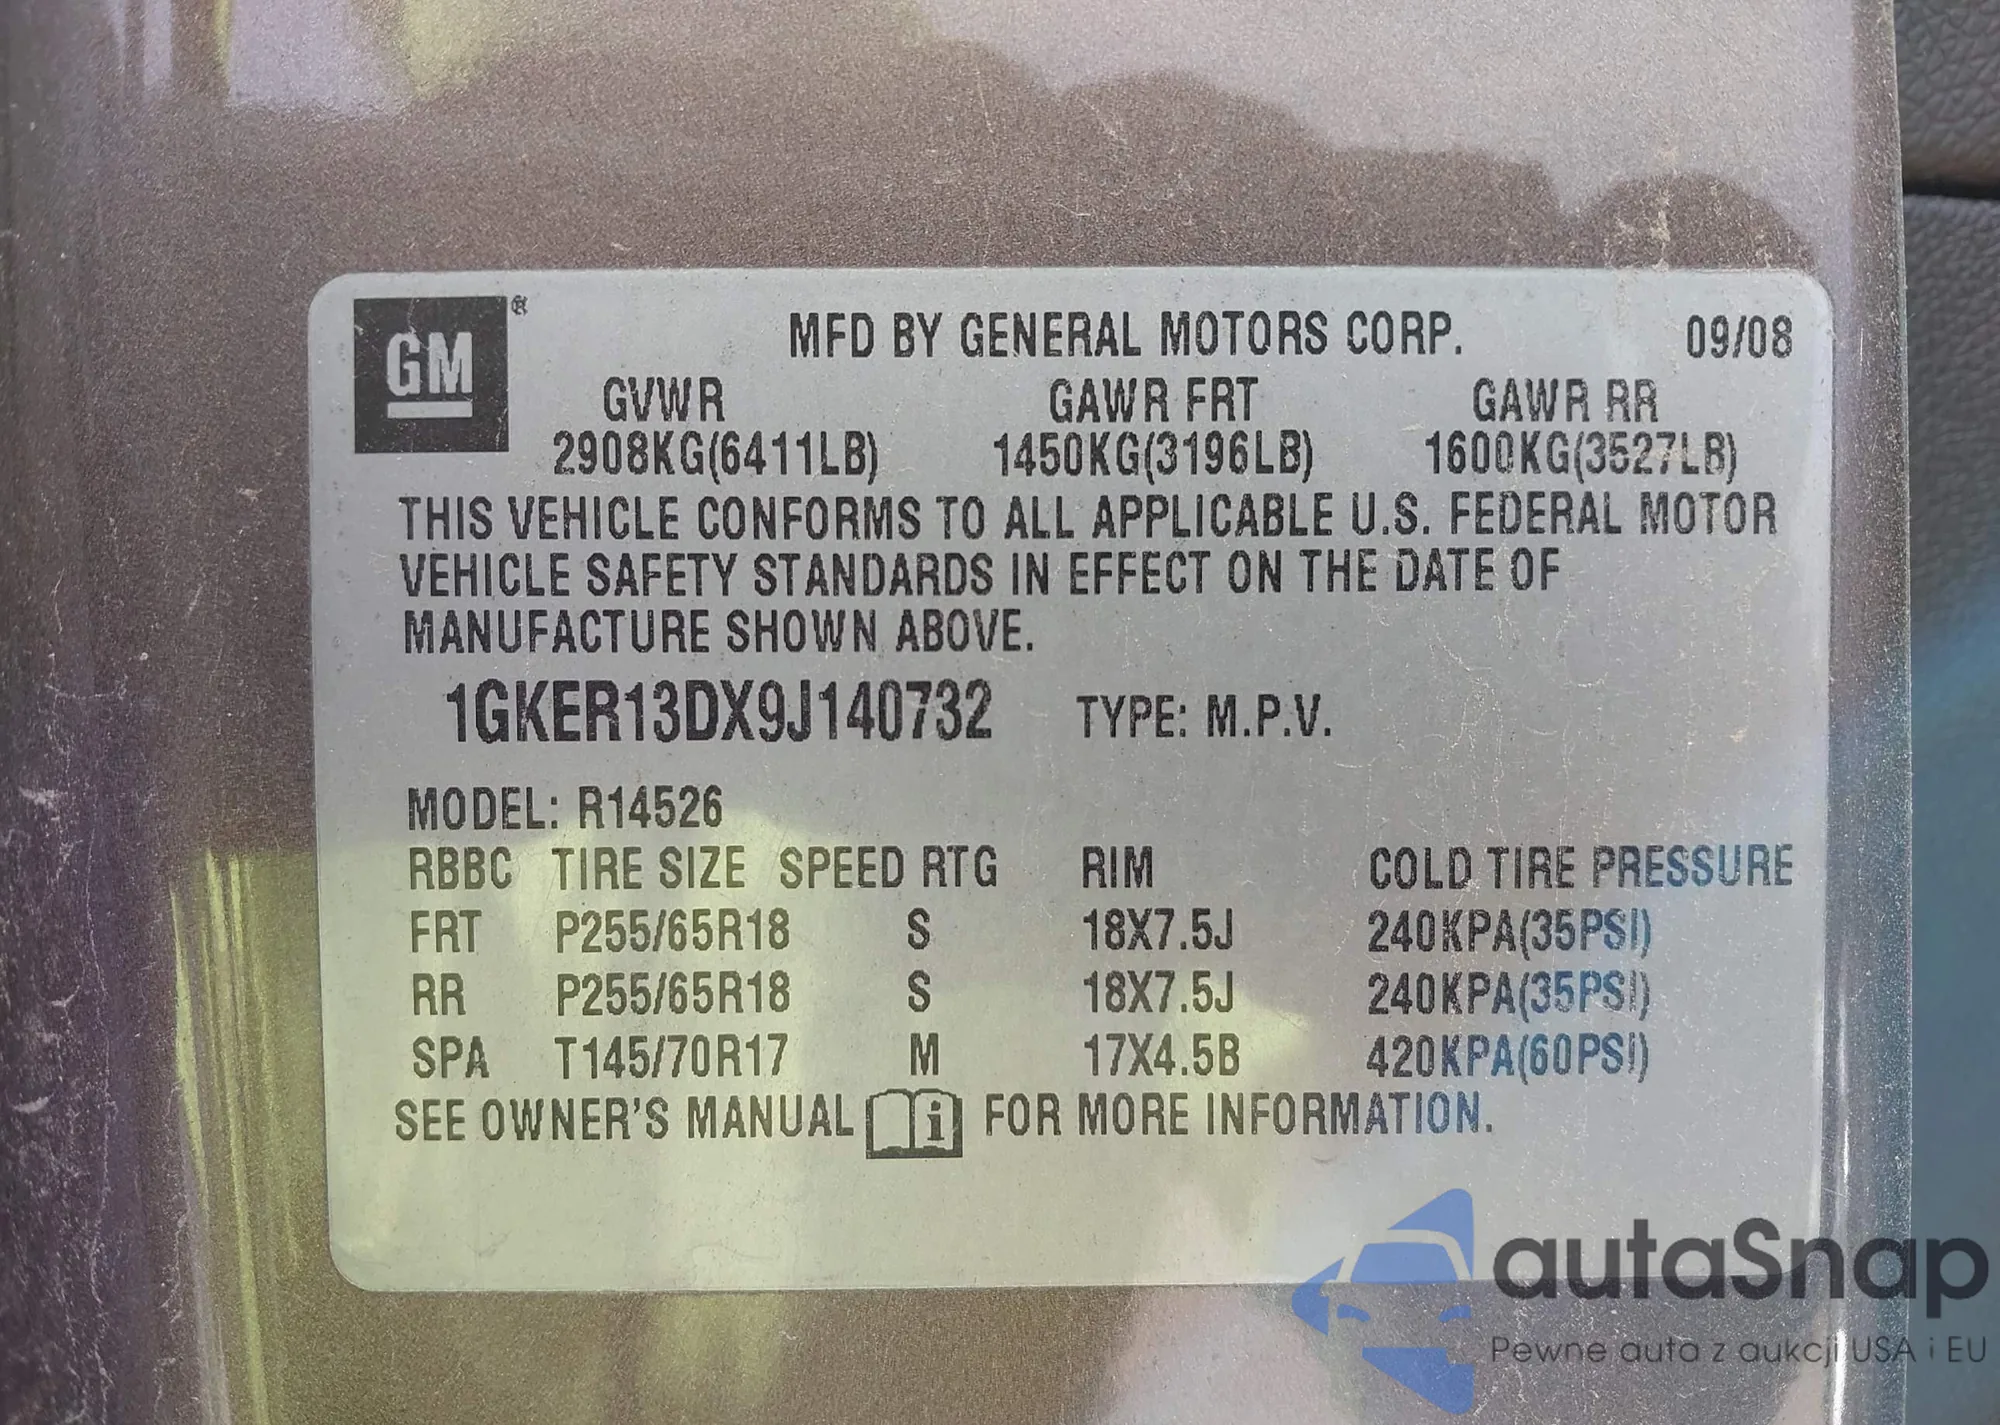 GM ®
MFD BY GENERAL MOTORS CORP. 09/08
GVWR GAWR FRT GAWR RR
2908KG(6411LB) 1450KG(3196LB) 1600KG(3527LB)
THIS VEHICLE CONFORMS TO ALL APPLICABLE U.S. FEDERAL MOTOR
VEHICLE SAFETY STANDARDS IN EFFECT ON THE DATE OF
MANUFACTURE SHOWN ABOVE.
1GKER13DX9J140732 TYPE: M.P.V.
MODEL: R14526
RBBC TIRE SIZE SPEED RTG RIM COLD TIRE PRESSURE
FRT P255/65R18 S 18X7.5J 240KPA(35PSI)
RR P255/65R18 S 18X7.5J 240KPA(35PSI)
SPA T145/70R17 M 17X4.5B 420KPA(60PSI)
SEE OWNER'S MANUAL i FOR MORE INFORMATION.
autaSnap
Pewne auta z aukcji USA i EU